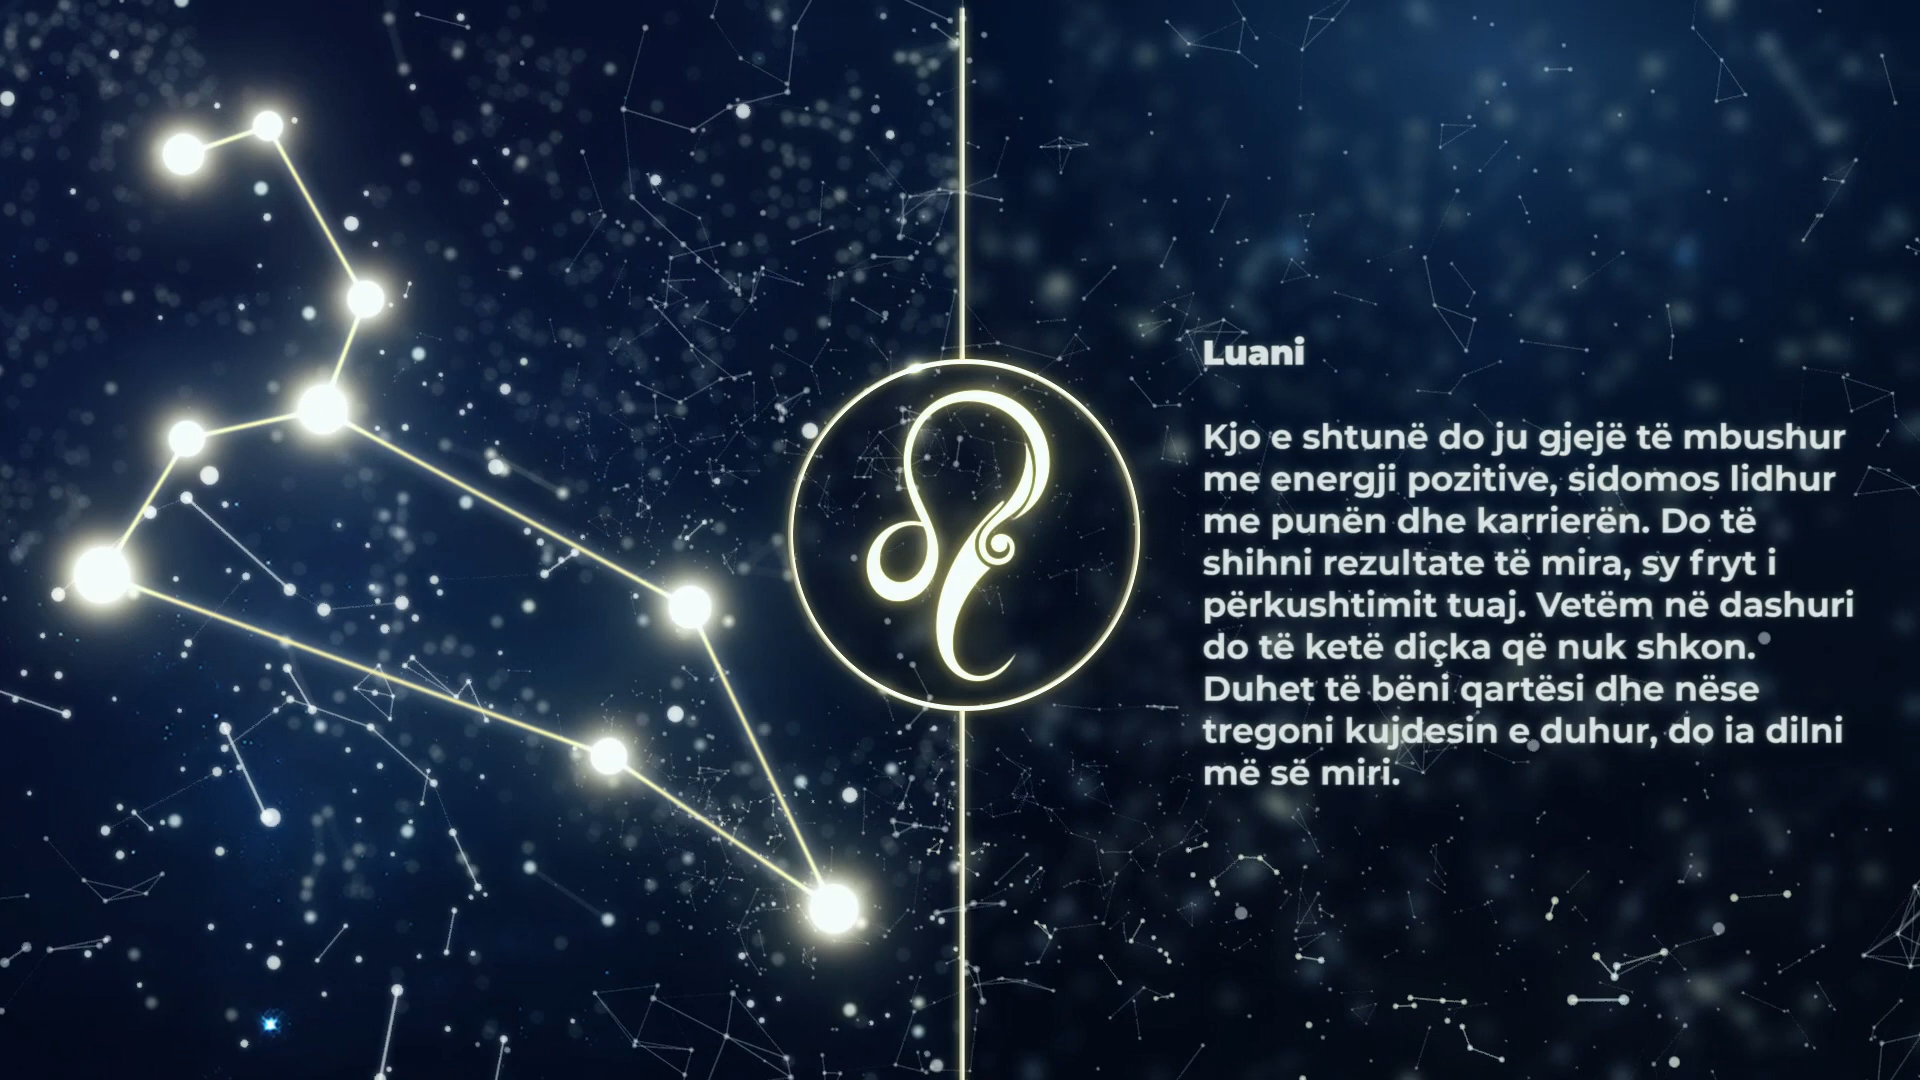 Luani
Kjo e shtunë do ju gjejë të mbushur
me energji pozitive, sidomos lidhur
me punën dhe karrierën. Do të
shihni rezultate të mira, sy fryt i
përkushtimit tuaj. Vetëm në dashuri
do të ketë diçka që nuk shkon.
Duhet të bëni qartësi dhe nëse
tregoni kujdesin e duhur, do ia dilni
më së miri.